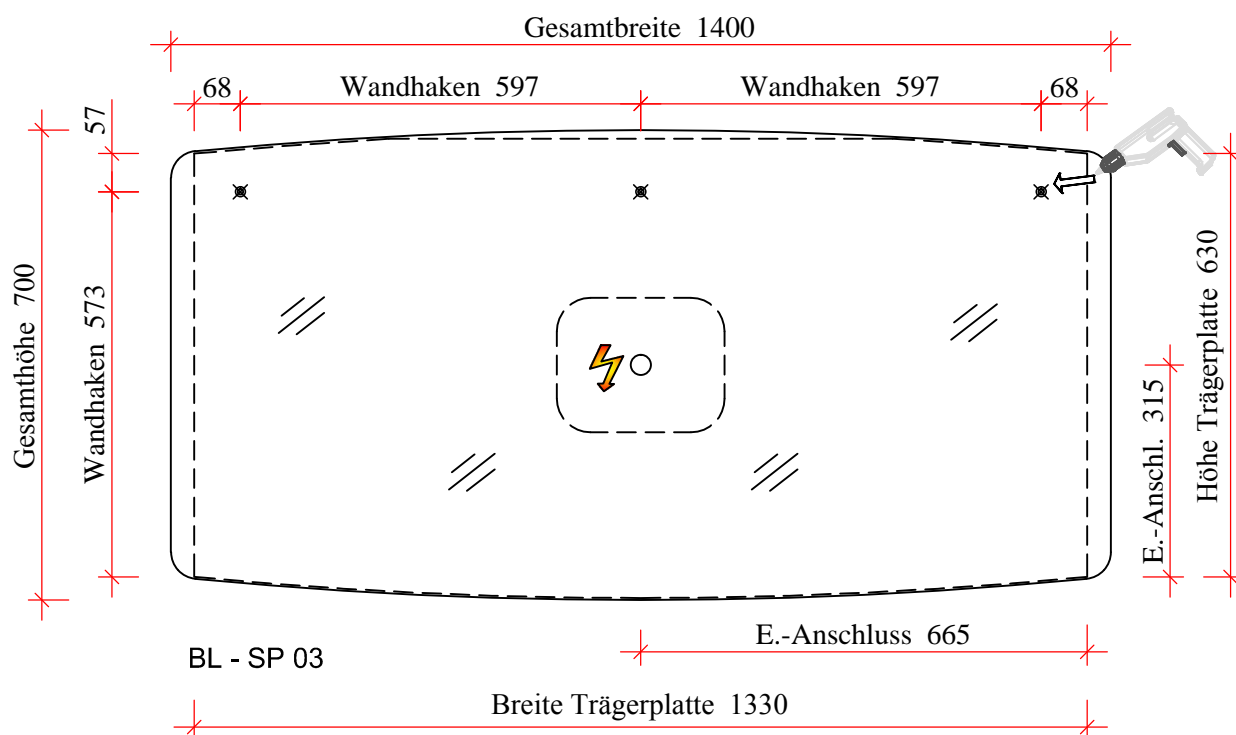 Gesamtbreite 1400
68
Wandhaken 597
Wandhaken 597
68
57
Gesamthöhe 700
Wandhaken 573
E.-Anschl. 315
Höhe Trägerplatte 630
E.-Anschluss 665
BL - SP 03
Breite Trägerplatte 1330